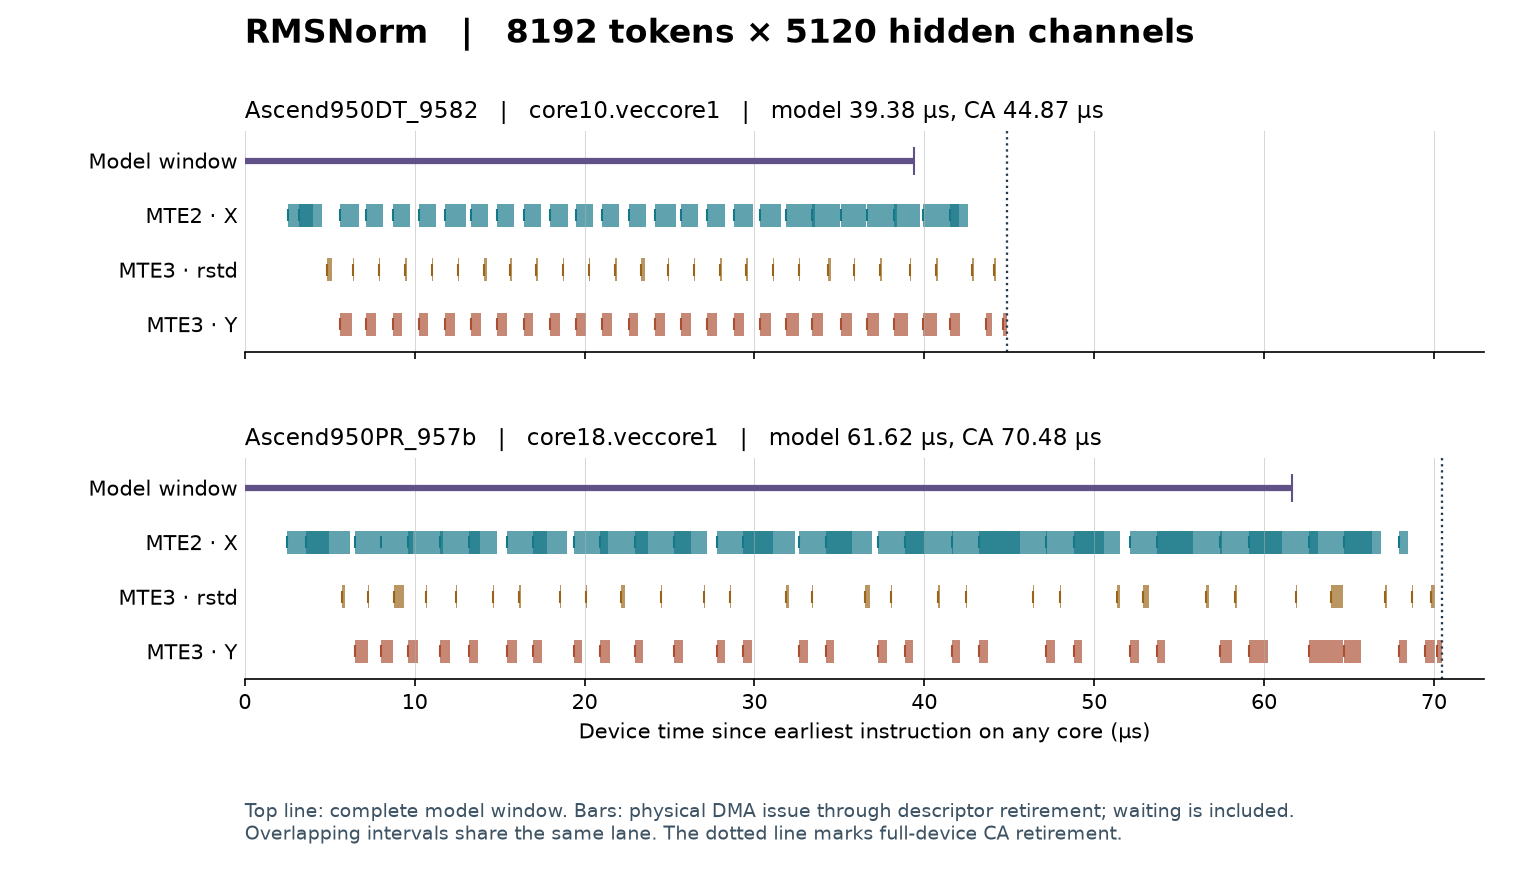 RMSNorm | 8192 tokens × 5120 hidden channels
Ascend950DT_9582 | core10.veccore1 | model 39.38 µs, CA 44.87 µs
Model window
MTE2 · X
MTE3 · rstd
MTE3 · Y
Ascend950PR_957b | core18.veccore1 | model 61.62 µs, CA 70.48 µs
Model window
MTE2 · X
MTE3 · rstd
MTE3 · Y
0 10 20 30 40 50 60 70
Device time since earliest instruction on any core (µs)
Top line: complete model window. Bars: physical DMA issue through descriptor retirement; waiting is included.
Overlapping intervals share the same lane. The dotted line marks full-device CA retirement.